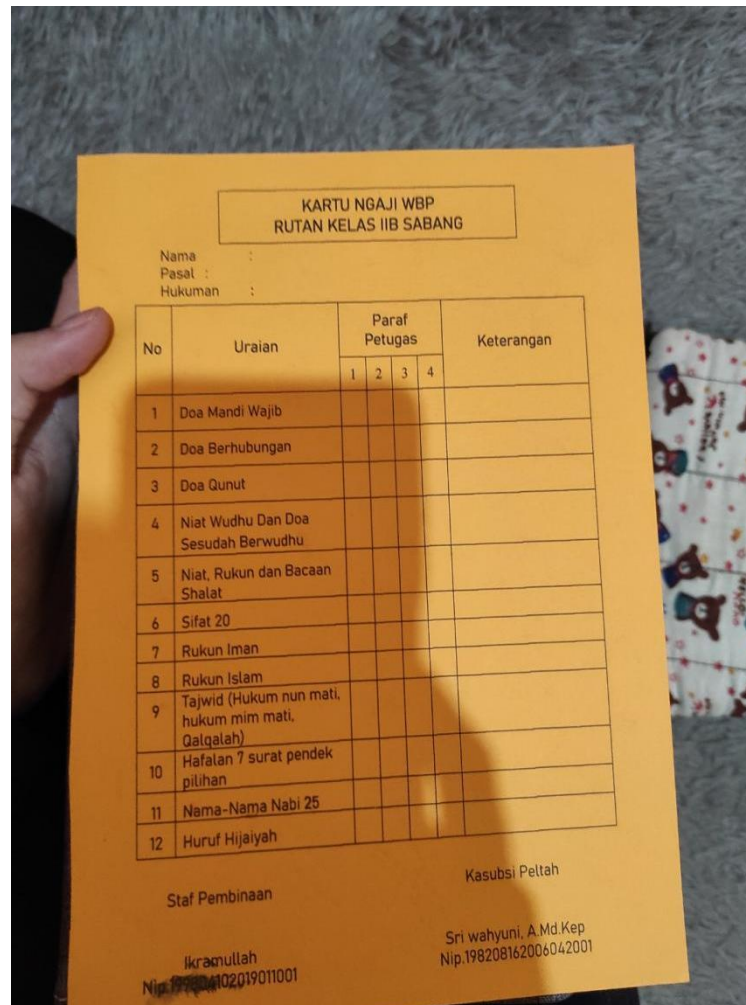 KARTU NGAJI WBP
RUTAN KELAS IIB SABANG
Nama :
Pasal :
Hukuman :
No Uraian Paraf Petugas Keterangan
1 2 3 4
1 Doa Mandi Wajib
2 Doa Berhubungan
3 Doa Qunut
4 Niat Wudhu Dan Doa
Sesudah Berwudhu
5 Niat, Rukun dan Bacaan
Shalat
6 Sifat 20
7 Rukun Iman
8 Rukun Islam
9 Tajwid (Hukum nun mati,
hukum mim mati,
Qalqalah)
10 Hafalan 7 surat pendek
pilihan
11 Nama-Nama Nabi 25
12 Huruf Hijaiyah
Staf Pembinaan
Ikramullah
Nip.
Kasubsi Peltah
Sri wahyuni, A.Md.Kep
Nip.198208162006042001